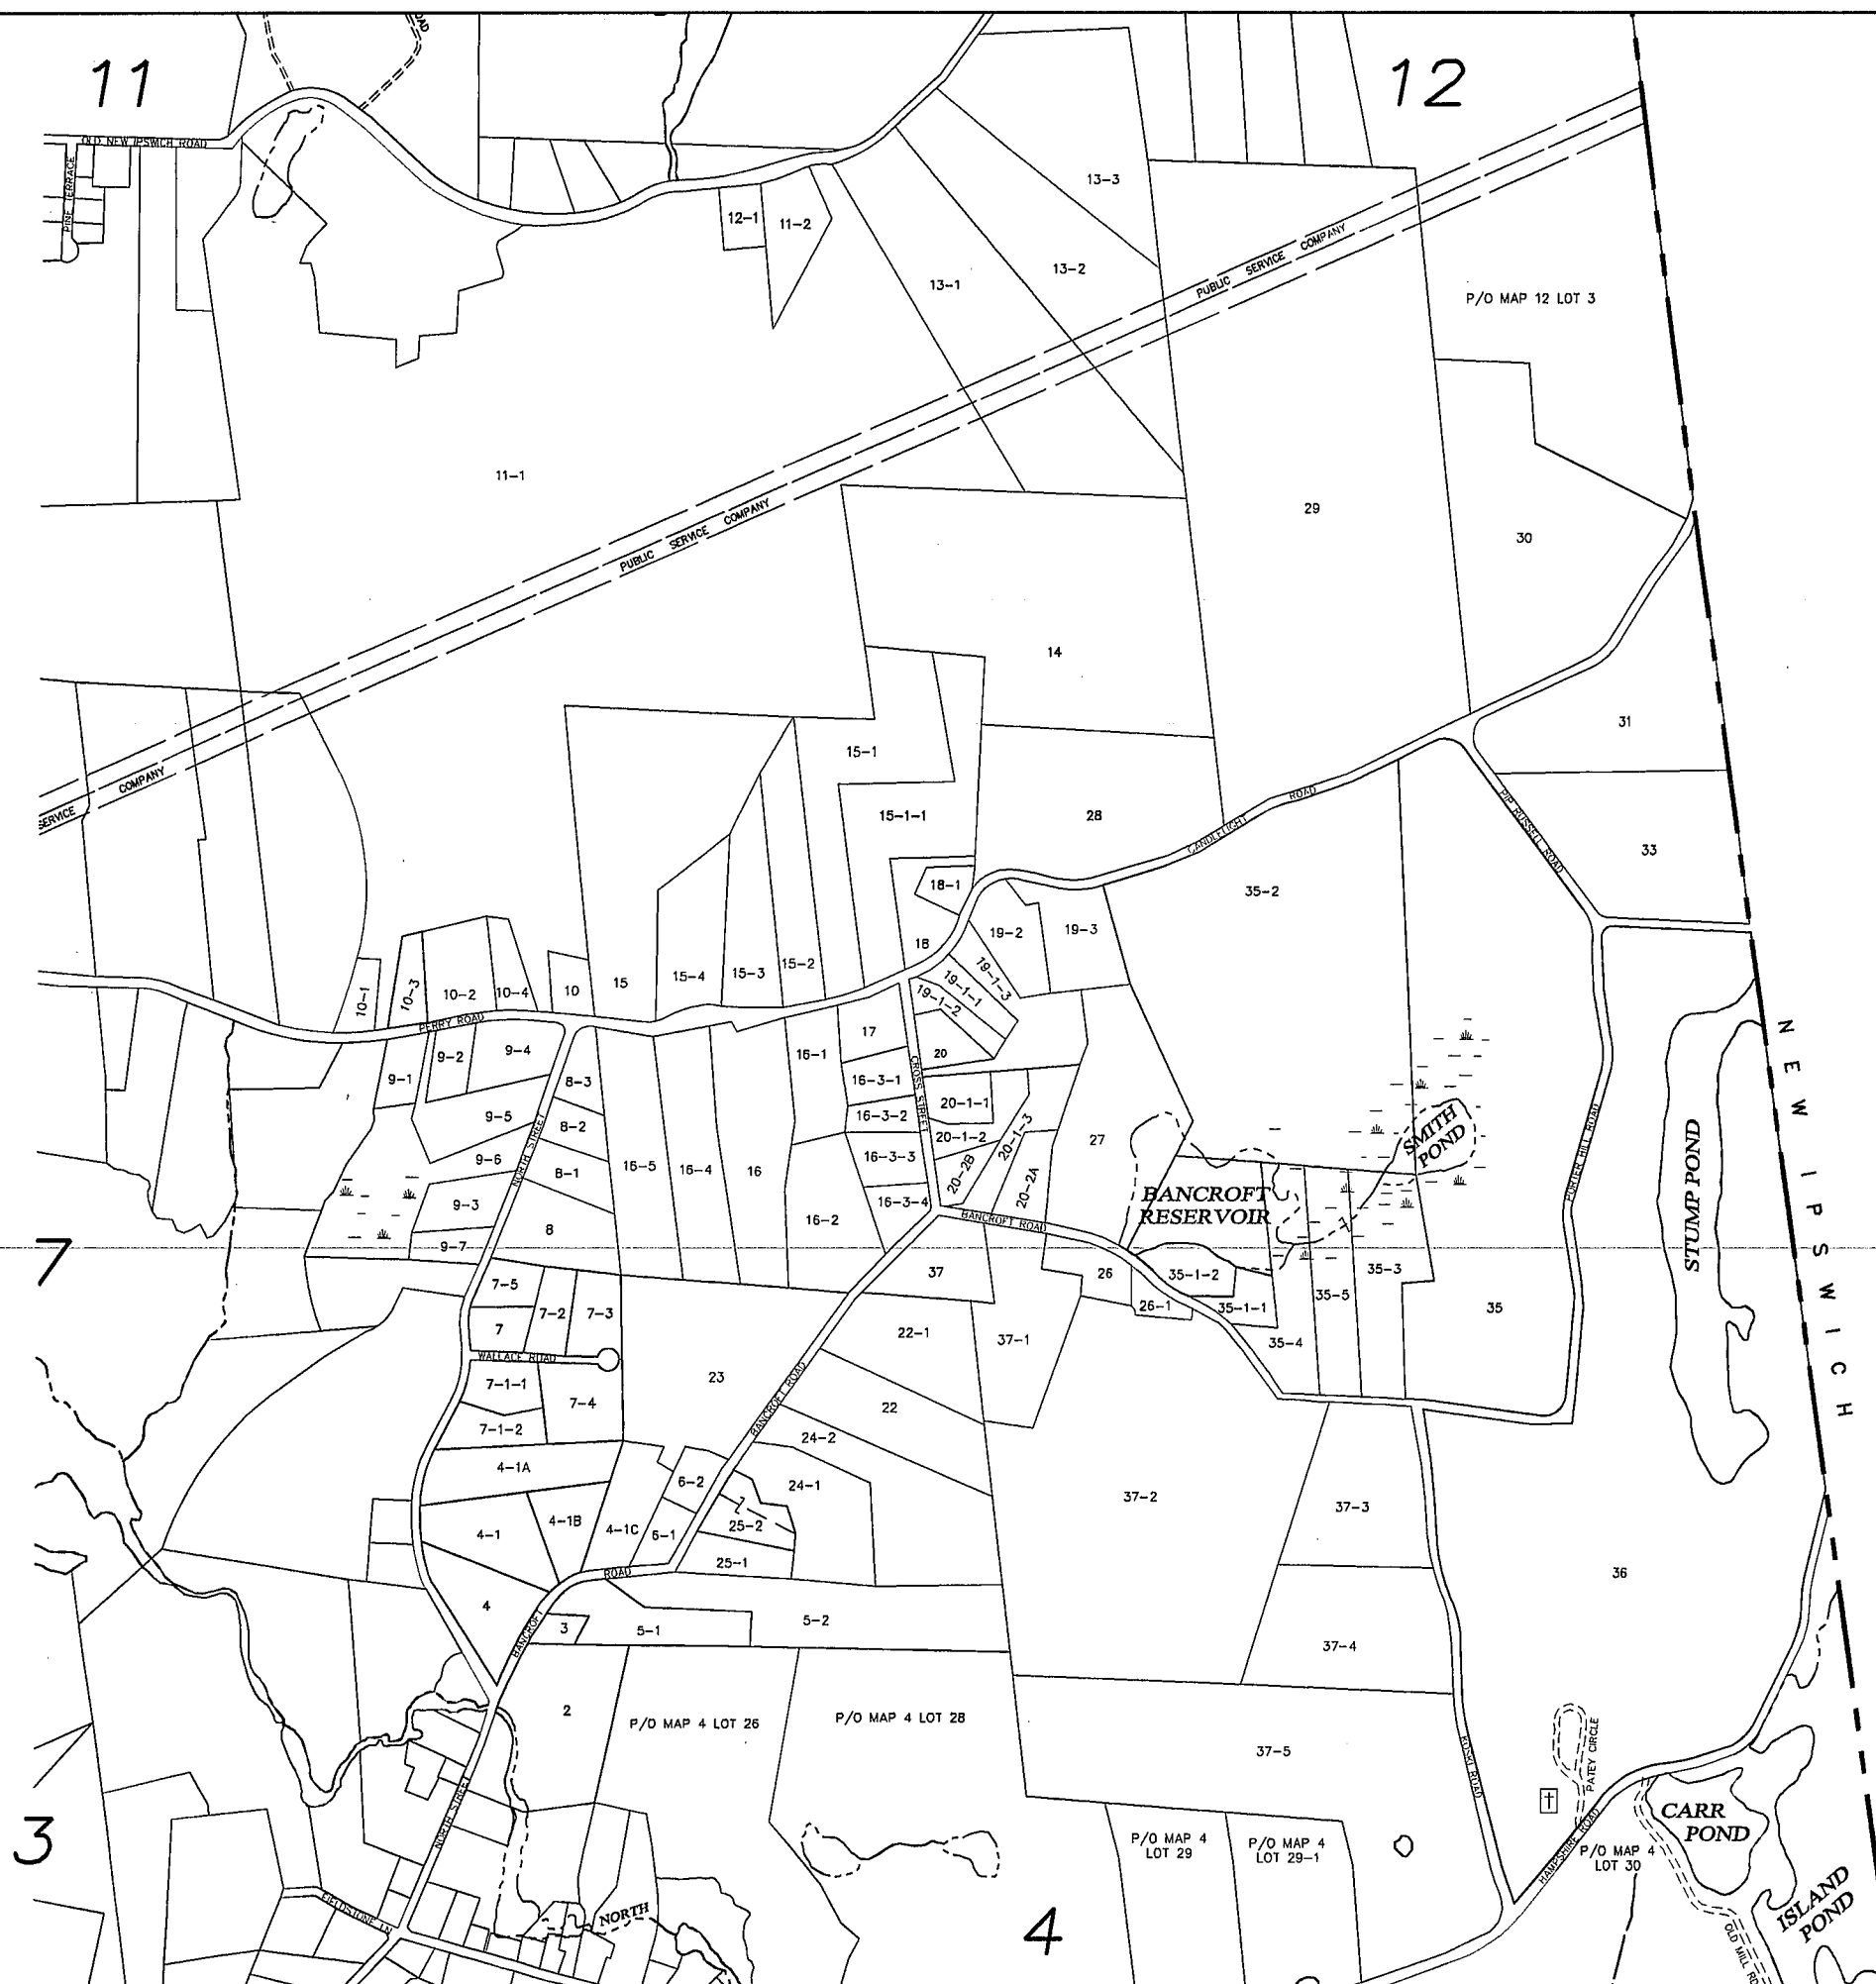 11
12
ROAD
OLD NEW IPSWICH ROAD
PINE TERRACE
12-1
11-2
13-3
13-2
13-1
PUBLIC SERVICE COMPANY
P/O MAP 12 LOT 3
11-1
PUBLIC SERVICE COMPANY
29
30
14
31
15-1
SERVICE COMPANY
CANDLELIGHT ROAD
PIP RUSSELL ROAD
15-1-1
28
33
18-1
35-2
19-2
19-3
18
15
15-4
15-3
15-2
19-1-3
19-1-1
19-1-2
10-1
10-3
10-2
10-4
10
PERRY ROAD
17
20
9-2
9-4
9-1
8-3
16-1
16-3-1
CROSS STREET
20-1-1
9-5
8-2
16-3-2
20-1-2
20-1-3
27
SMITH
POND
PORTER HILL ROAD
STUMP POND
NEW IPSWICH
9-6
NORTH STREET
8-1
16-5
16-4
16
16-3-3
20-2B
20-2A
BANCROFT
RESERVOIR
9-3
16-3-4
16-2
BANCROFT ROAD
8
9-7
7
37
26
35-1-2
35-3
7-5
7-2
7-3
26-1
35-1-1
35-5
35
7
22-1
37-1
35-4
WALLACE ROAD
23
7-1-1
7-4
22
BANCROFT ROAD
7-1-2
24-2
4-1A
6-2
24-1
37-2
37-3
4-1
4-1B
4-1C
6-1
25-2
25-1
BANCROFT ROAD
36
4
3
5-1
5-2
37-4
2
P/O MAP 4 LOT 26
P/O MAP 4 LOT 28
37-5
KOSKI ROAD
PATEY CIRCLE
3
NORTH STREET
P/O MAP 4
LOT 29
P/O MAP 4
LOT 29-1
HAMPSHIRE ROAD
P/O MAP 4
LOT 30
CARR
POND
FIELDSTONE LN
NORTH
4
OLD MILL RD
ISLAND
POND